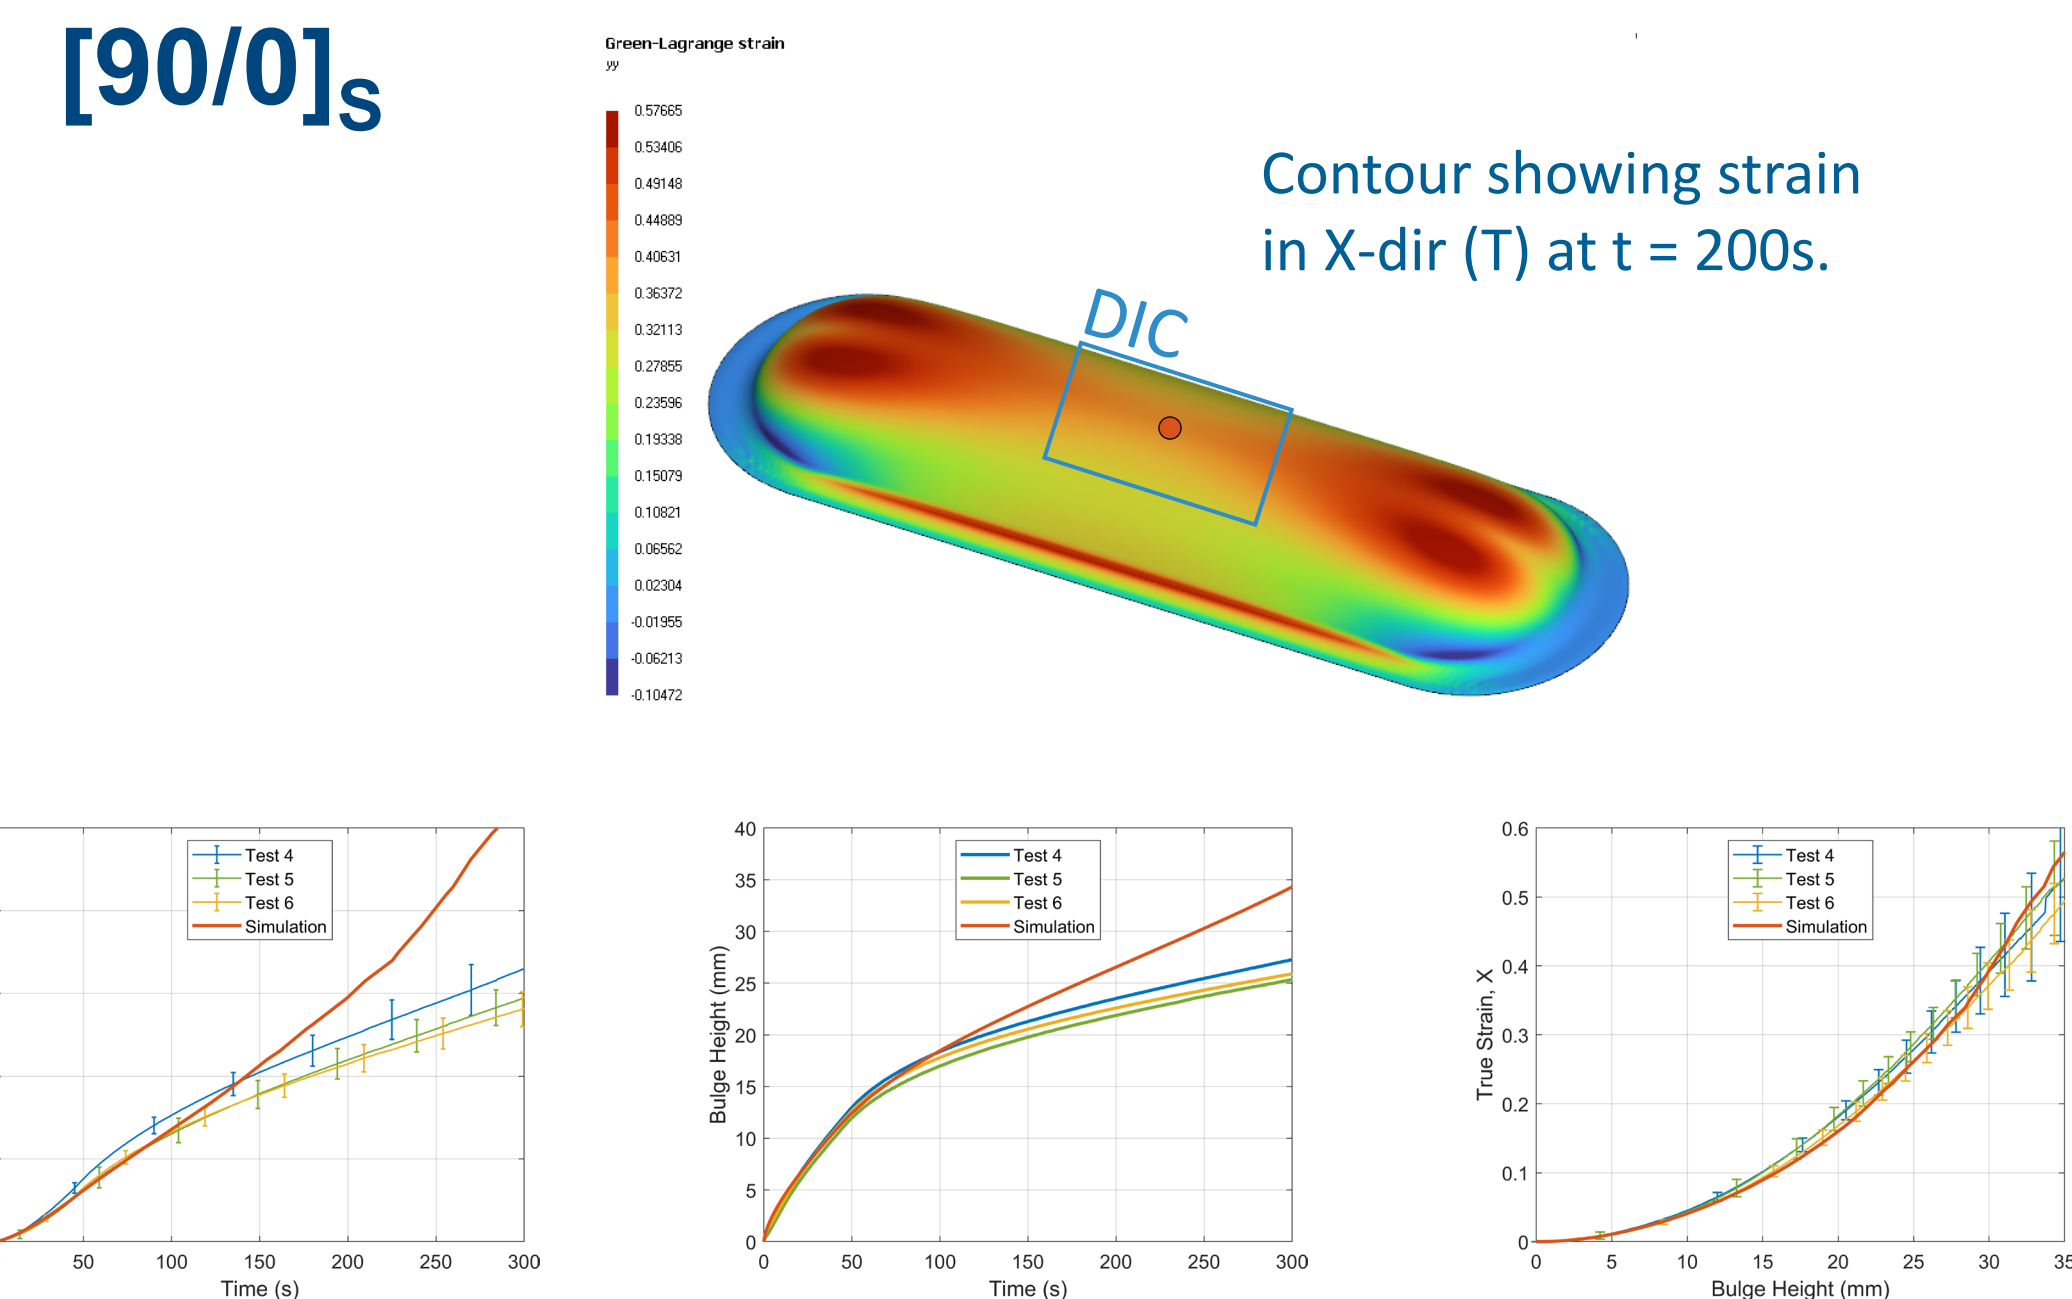 [90/0]S
Green-Lagrange strain
yy
0.57665
0.53406
0.49148
0.44889
0.40631
0.36372
0.32113
0.27855
0.23596
0.19338
0.15079
0.10821
0.06562
0.02304
-0.01955
-0.06213
-0.10472
Contour showing strain
in X-dir (T) at t = 200s.
DIC
Test 4
Test 5
Test 6
Simulation
50 100 150 200 250 300
Time (s)
40
35
30
25
20
15
10
5
0
Bulge Height (mm)
Test 4
Test 5
Test 6
Simulation
0 50 100 150 200 250 300
Time (s)
0.6
0.5
0.4
0.3
0.2
0.1
0
True Strain, X
Test 4
Test 5
Test 6
Simulation
0 5 10 15 20 25 30 35
Bulge Height (mm)